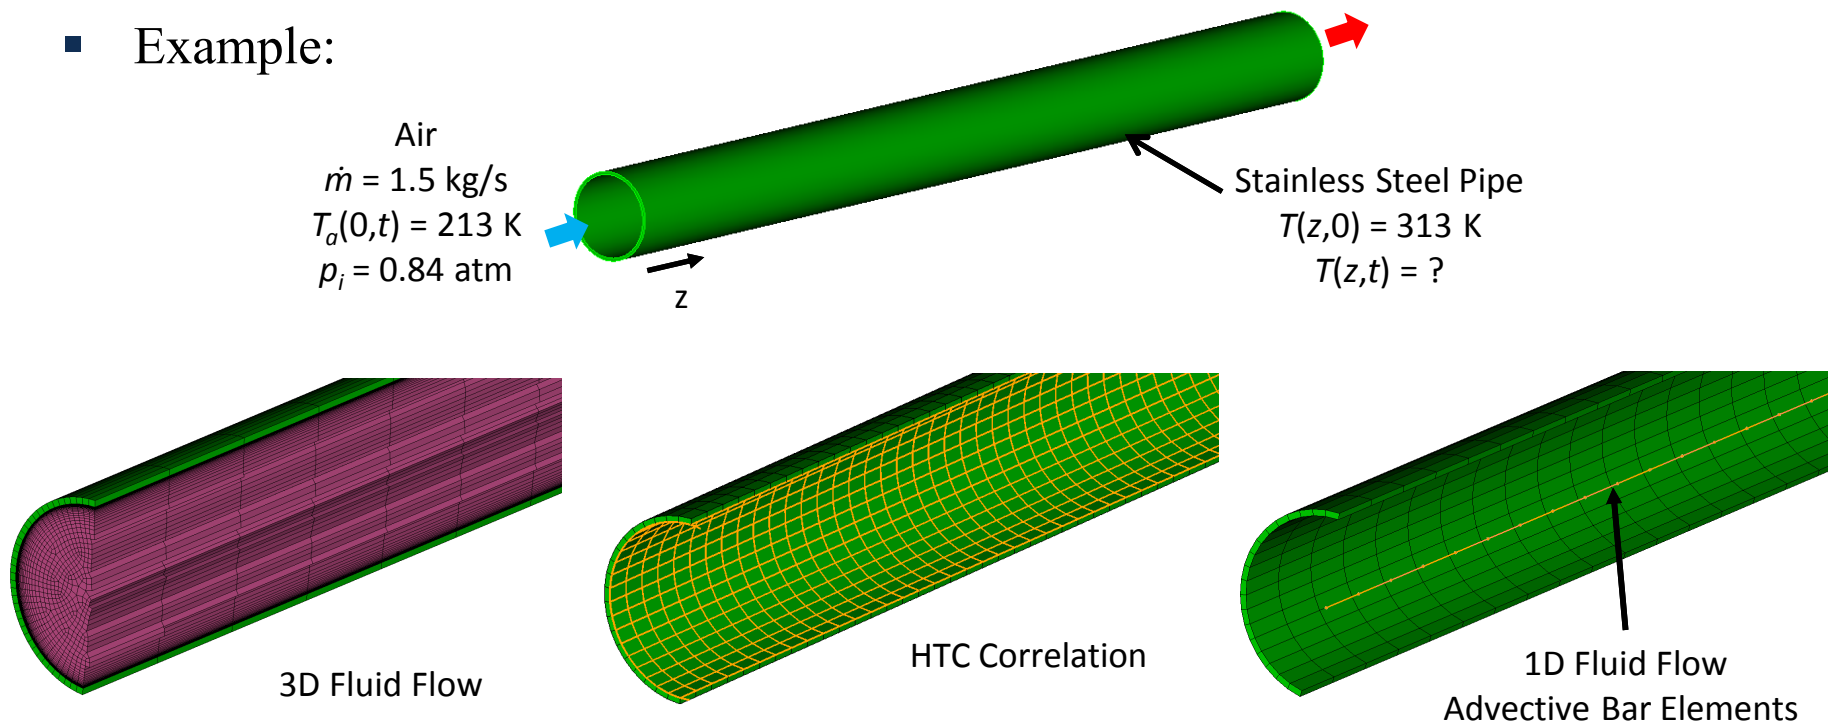 ▪ Example:
Air
ṁ = 1.5 kg/s
Tₐ(0,t) = 213 K
pᵢ = 0.84 atm
z
Stainless Steel Pipe
T(z,0) = 313 K
T(z,t) = ?
3D Fluid Flow
HTC Correlation
1D Fluid Flow
Advective Bar Elements